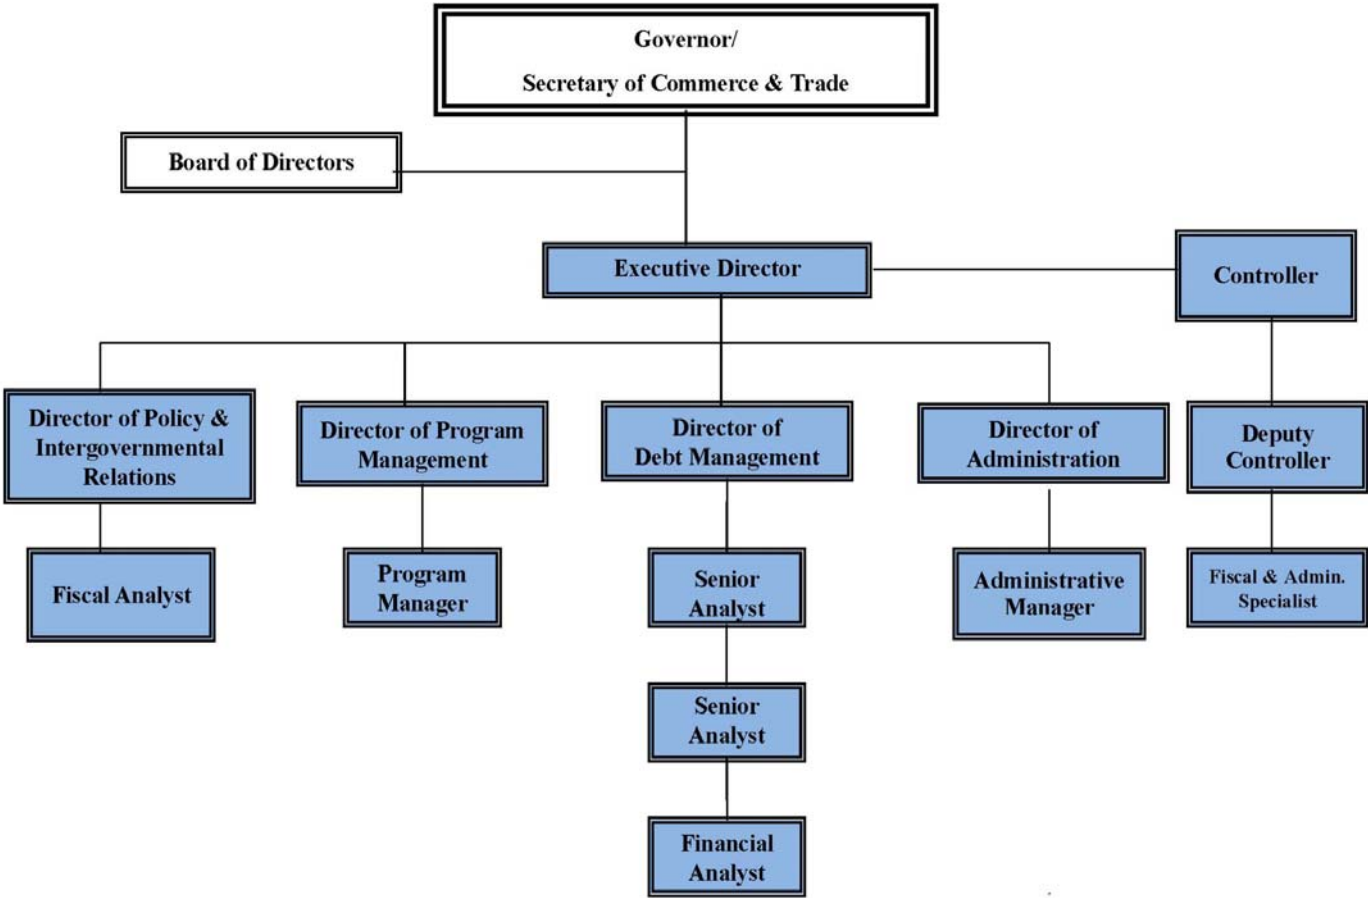 Governor/
Secretary of Commerce & Trade
Board of Directors
Executive Director
Controller
Director of Policy &
Intergovernmental
Relations
Director of Program
Management
Director of
Debt Management
Director of
Administration
Deputy
Controller
Fiscal Analyst
Program
Manager
Senior
Analyst
Administrative
Manager
Fiscal & Admin.
Specialist
Senior
Analyst
Financial
Analyst